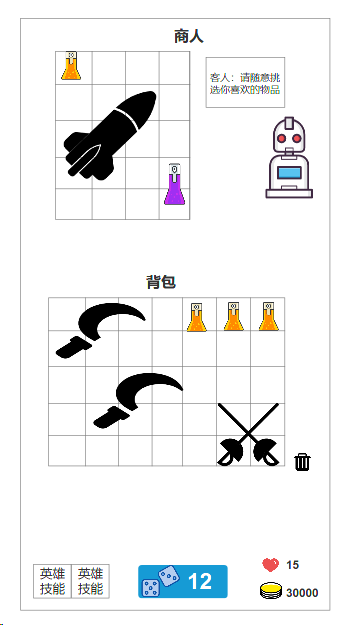 商人
客人：请随意挑
选你喜欢的物品
背包
英雄
技能
英雄
技能
12
15
30000